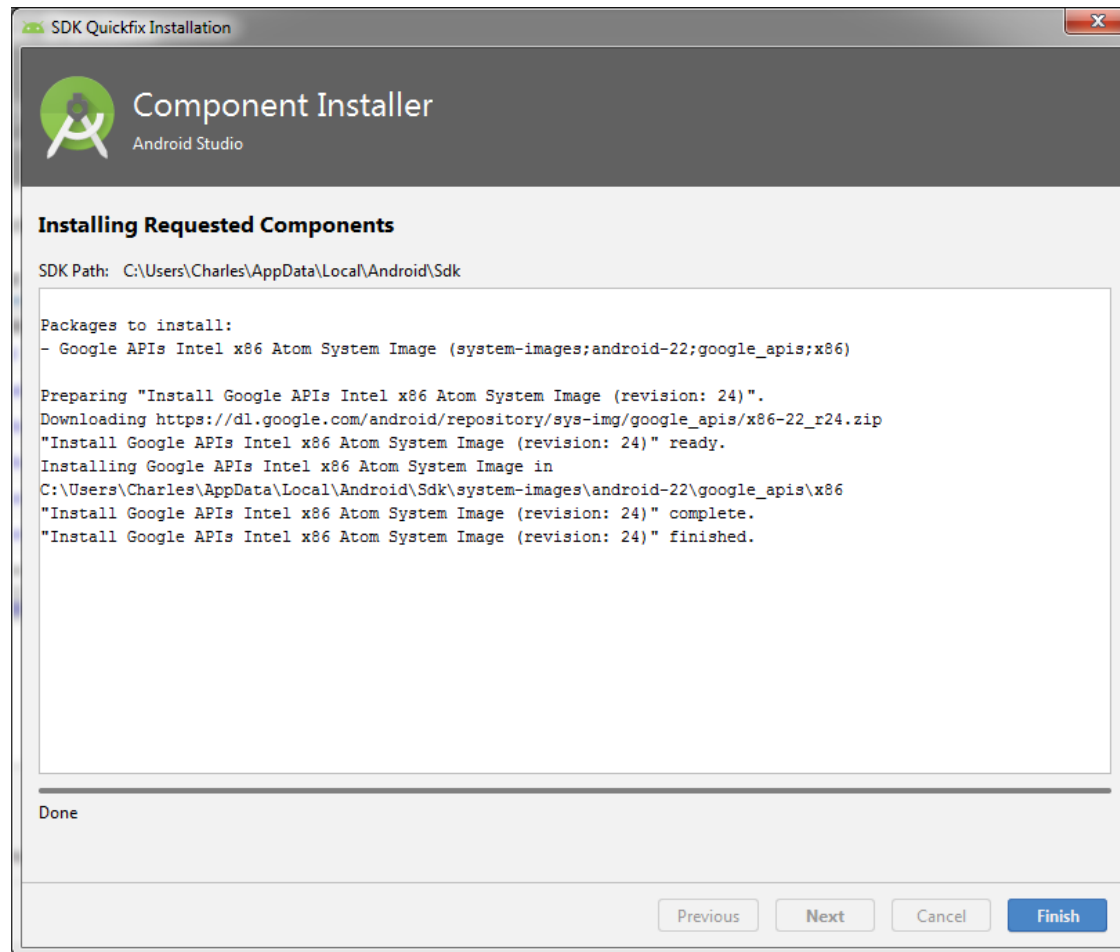 SDK Quickfix Installation
Component Installer
Android Studio
Installing Requested Components
SDK Path: C:\Users\Charles\AppData\Local\Android\Sdk
Packages to install:
- Google APIs Intel x86 Atom System Image (system-images;android-22;google_apis;x86)
Preparing "Install Google APIs Intel x86 Atom System Image (revision: 24)".
Downloading https://dl.google.com/android/repository/sys-img/google_apis/x86-22_r24.zip
"Install Google APIs Intel x86 Atom System Image (revision: 24)" ready.
Installing Google APIs Intel x86 Atom System Image in
C:\Users\Charles\AppData\Local\Android\Sdk\system-images\android-22\google_apis\x86
"Install Google APIs Intel x86 Atom System Image (revision: 24)" complete.
"Install Google APIs Intel x86 Atom System Image (revision: 24)" finished.
Done
Previous Next Cancel Finish